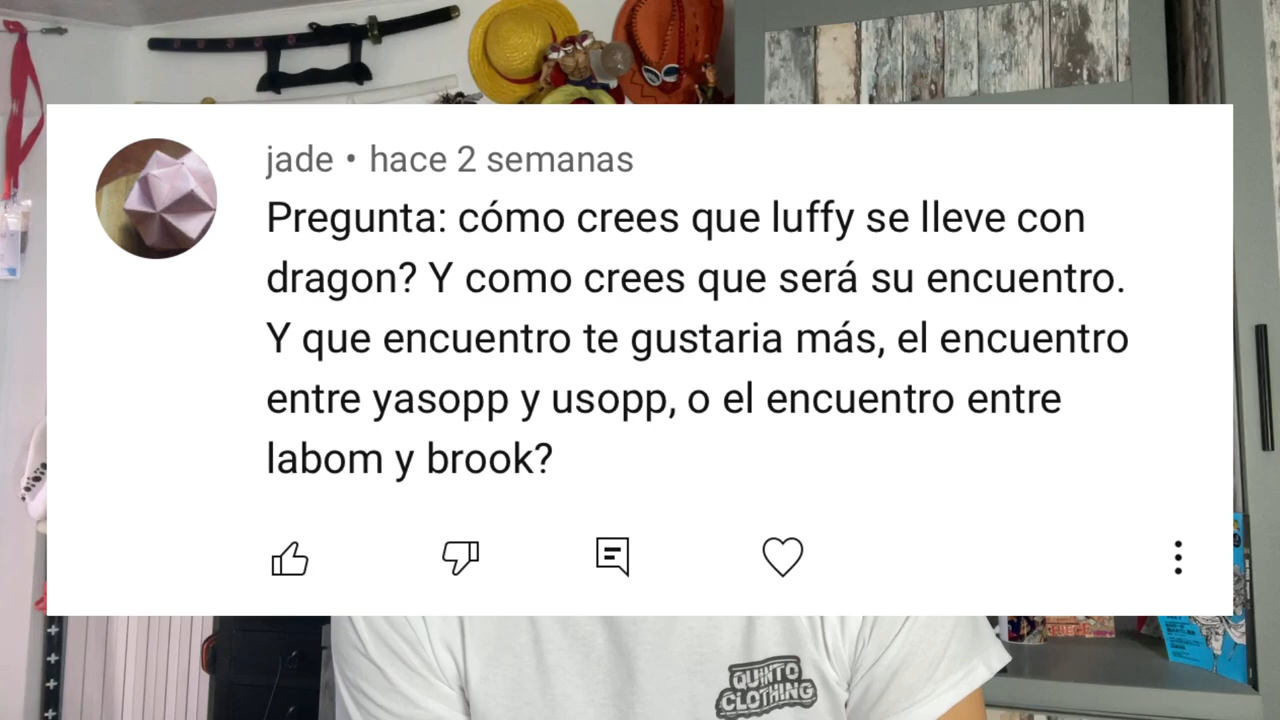 jade • hace 2 semanas
Pregunta: cómo crees que luffy se lleve con
dragon? Y como crees que será su encuentro.
Y que encuentro te gustaria más, el encuentro
entre yasopp y usopp, o el encuentro entre
labom y brook?
QUINTO
CLOTHING